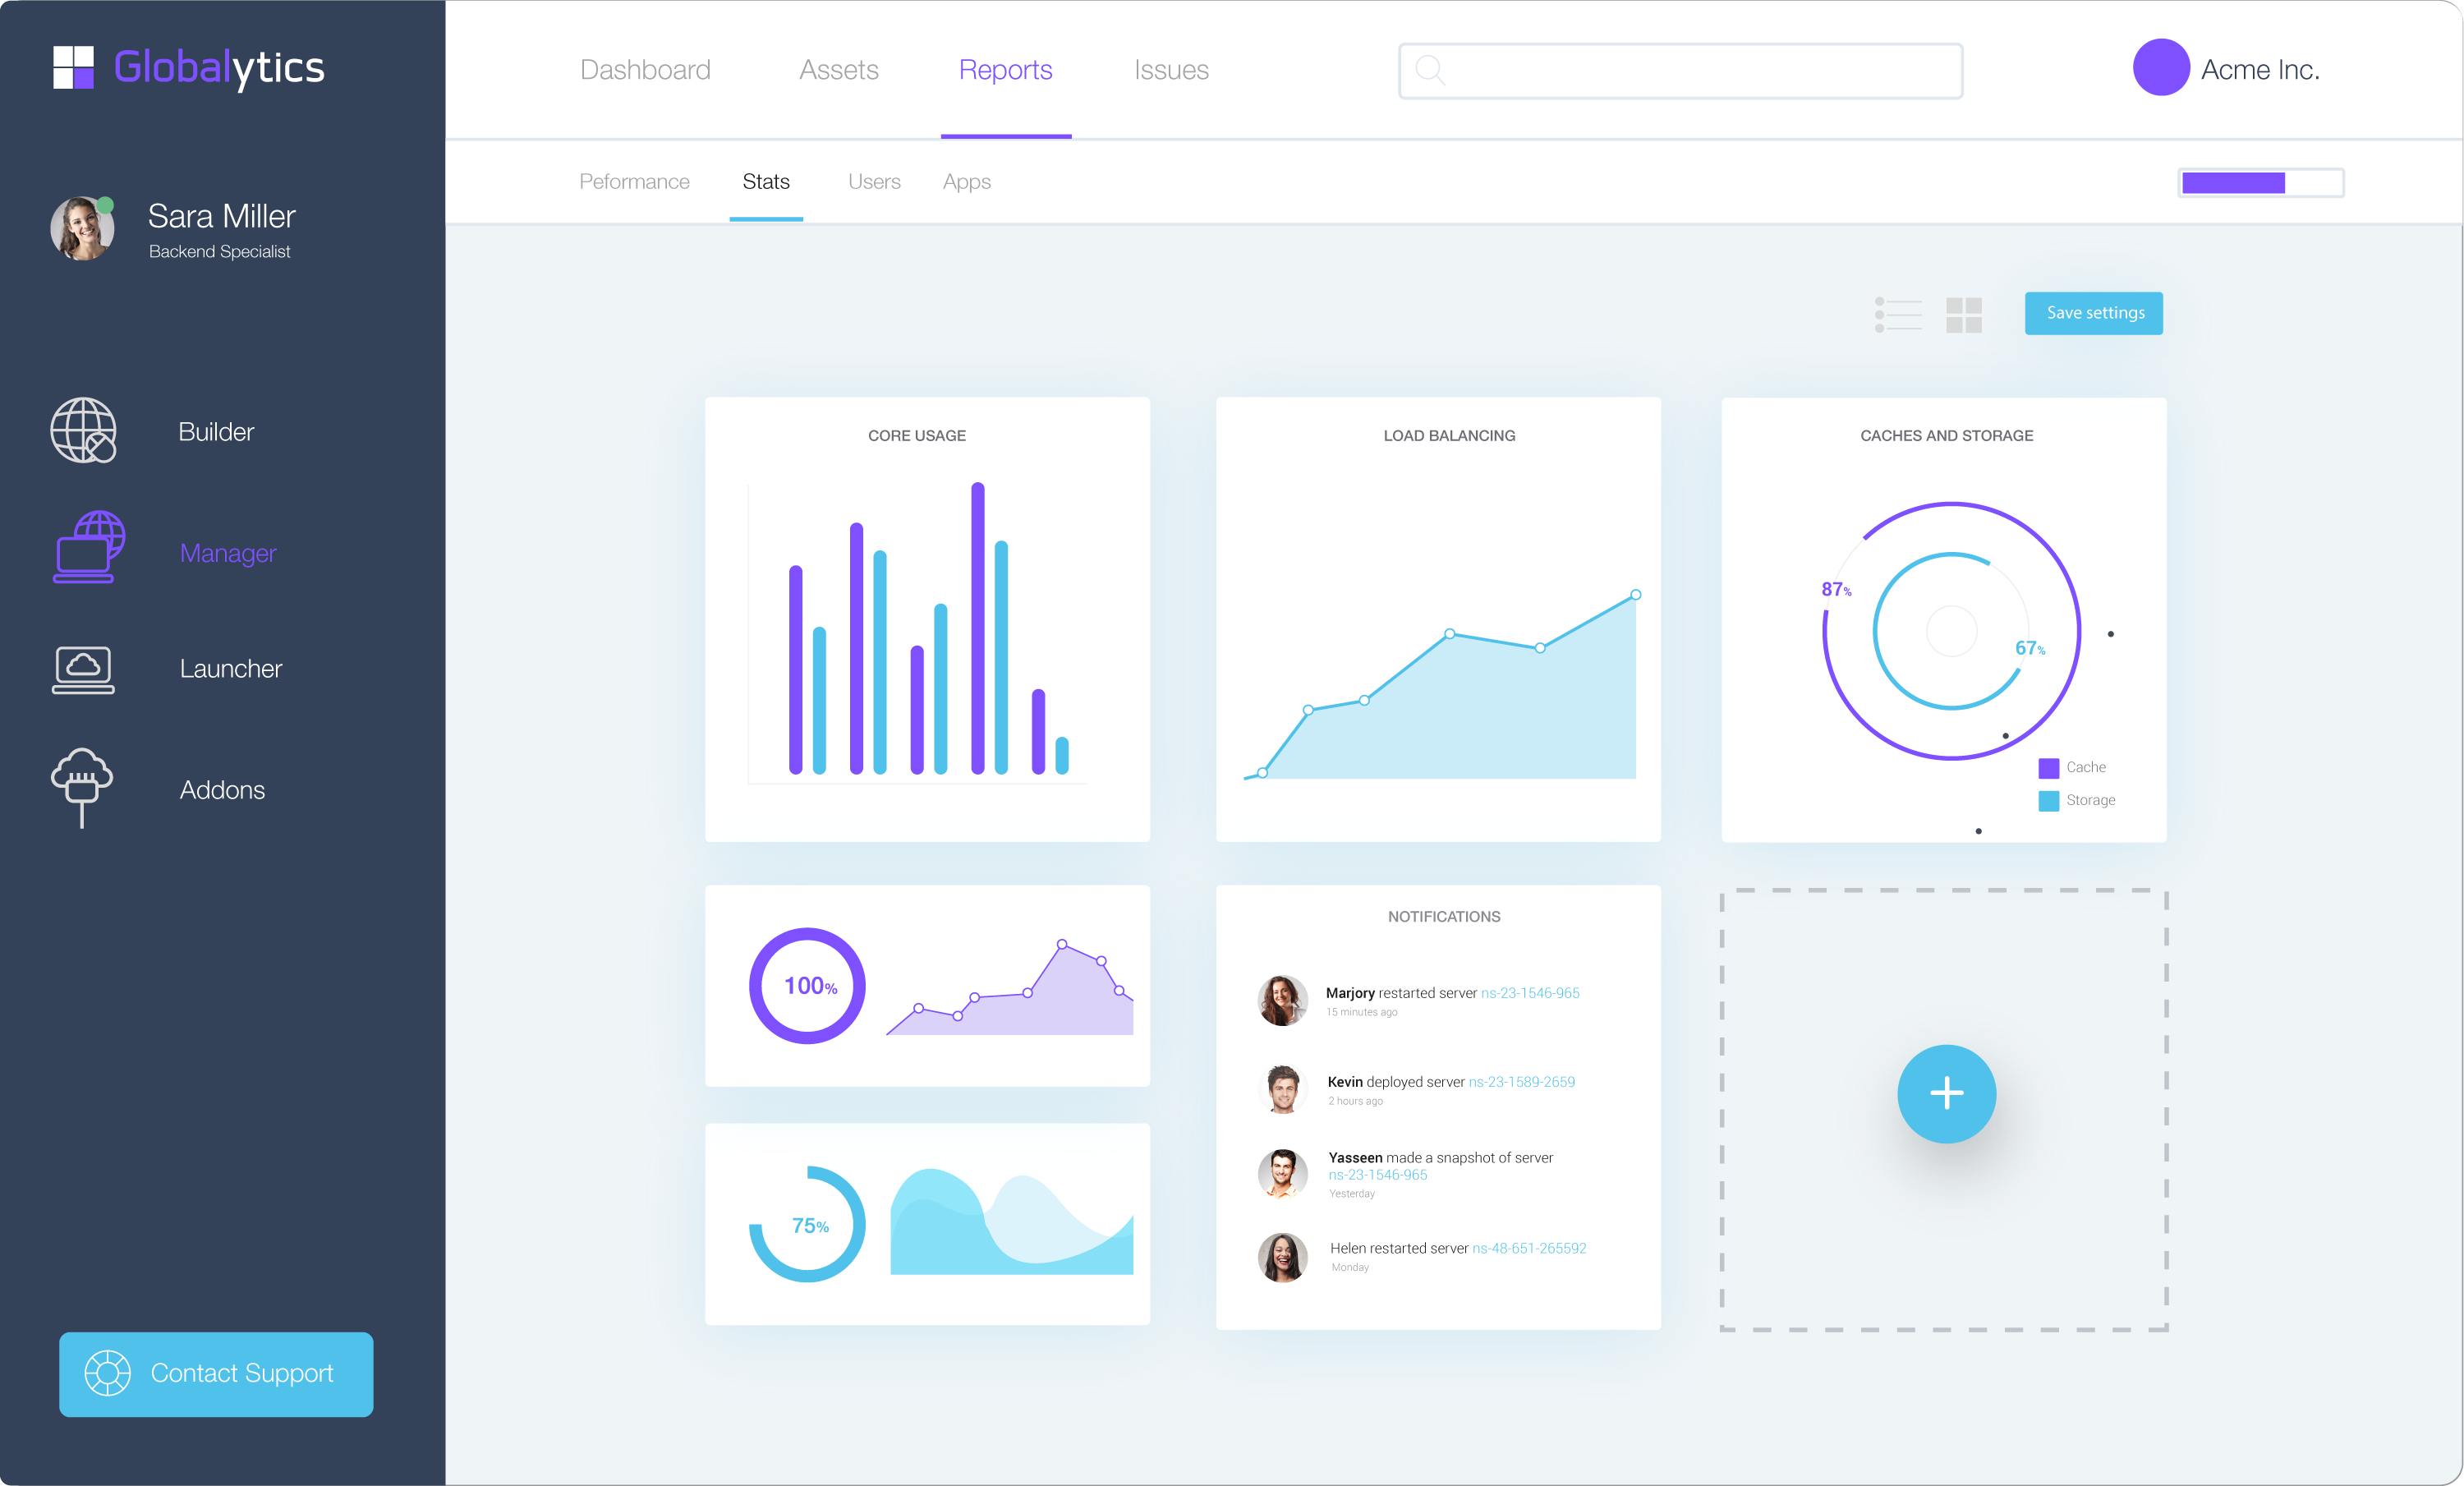 Globalytics
Dashboard
Assets
Reports
Issues
Acme Inc.
Peformance
Stats
Users
Apps
Sara Miller
Backend Specialist
Save settings
Builder
Manager
Launcher
Addons
Contact Support
CORE USAGE
LOAD BALANCING
CACHES AND STORAGE
87%
67%
Cache
Storage
100%
75%
NOTIFICATIONS
Marjory restarted server ns-23-1546-965
15 minutes ago
Kevin deployed server ns-23-1589-2659
2 hours ago
Yasseen made a snapshot of server
ns-23-1546-965
Yesterday
Helen restarted server ns-48-651-265592
Monday